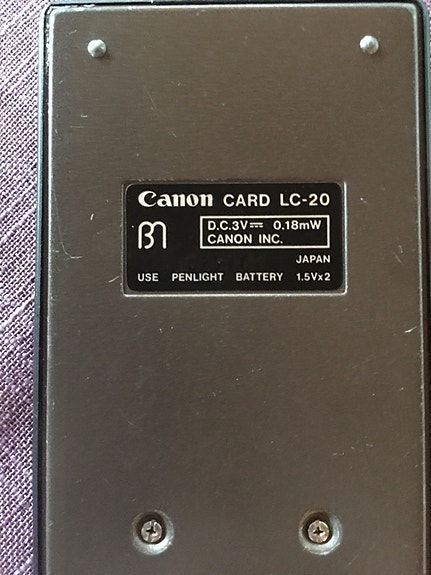 Canon CARD LC-20
D.C.3V⎓ 0.18mW
CANON INC.
JAPAN
USE PENLIGHT BATTERY 1.5Vx2